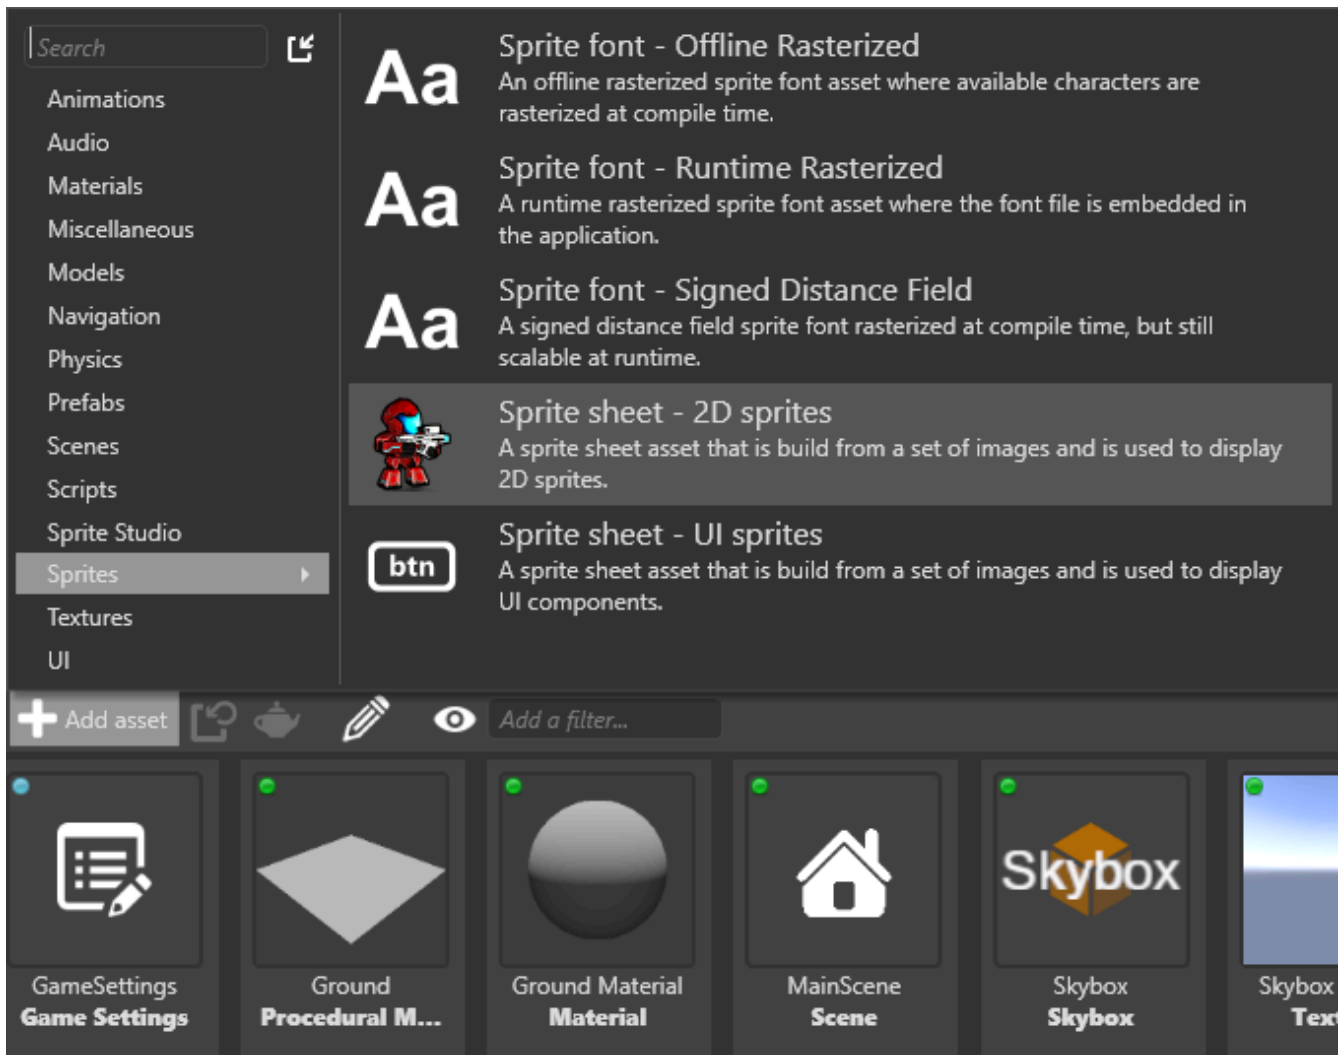 Search
Animations
Audio
Materials
Miscellaneous
Models
Navigation
Physics
Prefabs
Scenes
Scripts
Sprite Studio
Sprites
Textures
UI
Aa
Sprite font - Offline Rasterized
An offline rasterized sprite font asset where available characters are
rasterized at compile time.
Aa
Sprite font - Runtime Rasterized
A runtime rasterized sprite font asset where the font file is embedded in
the application.
Aa
Sprite font - Signed Distance Field
A signed distance field sprite font rasterized at compile time, but still
scalable at runtime.
Sprite sheet - 2D sprites
A sprite sheet asset that is build from a set of images and is used to display
2D sprites.
btn
Sprite sheet - UI sprites
A sprite sheet asset that is build from a set of images and is used to display
UI components.
Add asset
Add a filter...
GameSettings
Game Settings
Ground
Procedural M...
Ground Material
Material
MainScene
Scene
Skybox
Skybox
Skybox
Skybox
Text